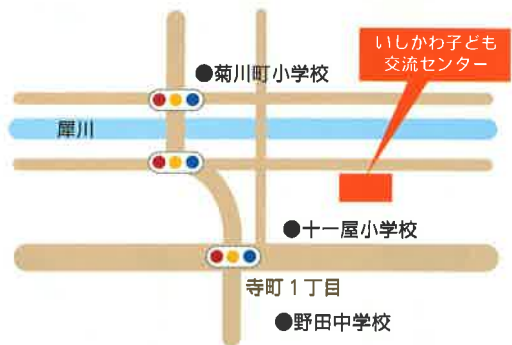 いしかわ子ども
交流センター
●菊川町小学校
犀川
●十一屋小学校
寺町１丁目
●野田中学校